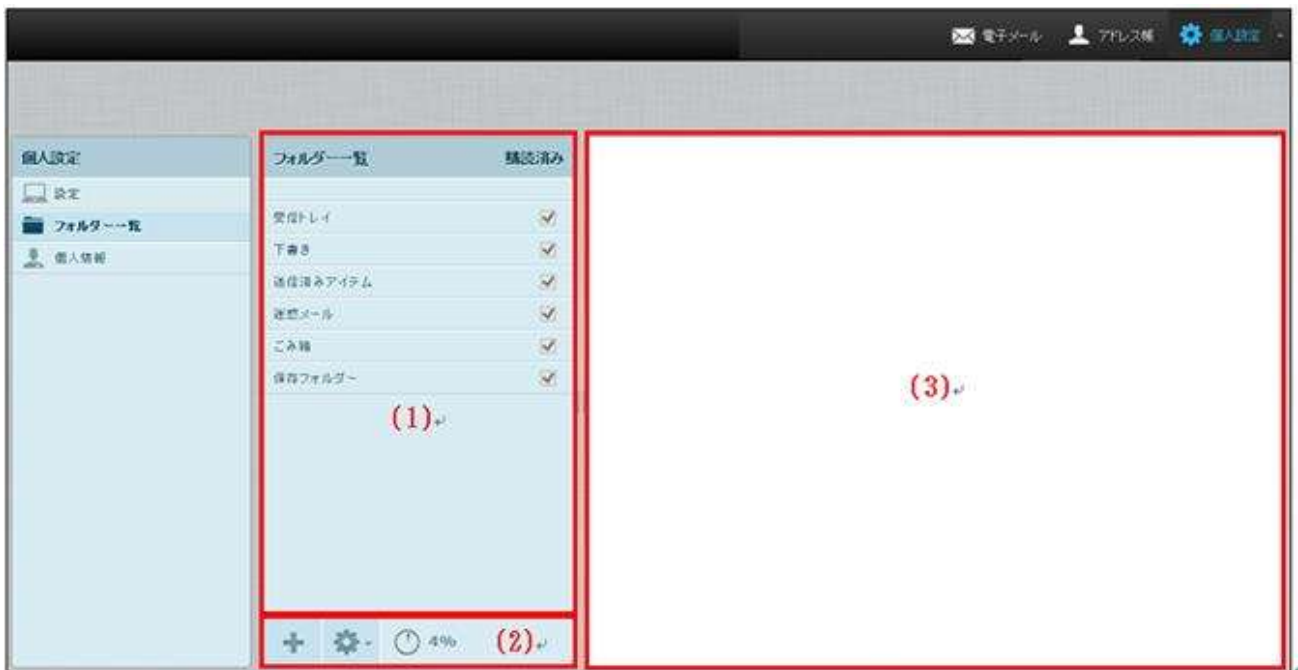 電子メール アドレス帳 個人設定
個人設定
設定
フォルダー一覧
個人情報
フォルダー一覧 購読済み
受信トレイ
下書き
送信済みアイテム
迷惑メール
ごみ箱
保存フォルダー
(1)↵
4% (2)↵
(3)↵